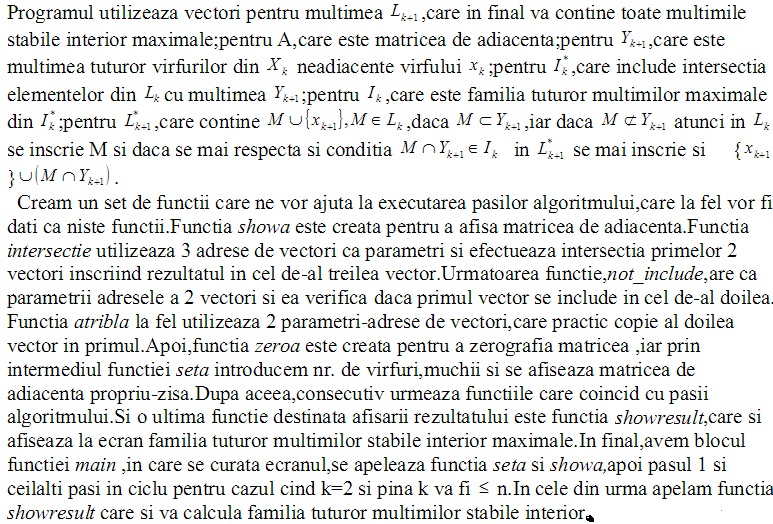 Programul utilizeaza vectori pentru multimea L_{k+1},care in final va contine toate multimile
stabile interior maximale;pentru A,care este matricea de adiacenta;pentru Y_{k+1},care este
multimea tuturor virfurilor din X_k neadiacente virfului x_k;pentru I_k^*,care include intersectia
elementelor din L_k cu multimea Y_{k+1};pentru I_k,care este familia tuturor multimilor maximale
din I_k^*;pentru L_{k+1}^*,care contine M ∪ {x_{k+1}}, M ∈ L_k,daca M ⊂ Y_{k+1},iar daca M ⊄ Y_{k+1} atunci in L_k
se inscrie M si daca se mai respecta si conditia M ∩ Y_{k+1} ∈ I_k in L_{k+1}^* se mai inscrie si {x_{k+1}
} ∪ (M ∩ Y_{k+1}).
Cream un set de functii care ne vor ajuta la executarea pasilor algoritmului,care la fel vor fi
dati ca niste functii.Functia showa este creata pentru a afisa matricea de adiacenta.Functia
intersectie utilizeaza 3 adrese de vectori ca parametri si efectueaza intersectia primelor 2
vectori inscriind rezultatul in cel de-al treilea vector.Urmatoarea functie,not_include,are ca
parametrii adresele a 2 vectori si ea verifica daca primul vector se include in cel de-al doilea.
Functia atribla la fel utilizeaza 2 parametri-adrese de vectori,care practic copie al doilea
vector in primul.Apoi,functia zeroa este creata pentru a zerografia matricea ,iar prin
intermediul functiei seta introducem nr. de virfuri,muchii si se afiseaza matricea de
adiacenta propriu-zisa.Dupa aceea,consecutiv urmeaza functiile care coincid cu pasii
algoritmului.Si o ultima functie destinata afisarii rezultatului este functia showresult,care si
afiseaza la ecran familia tuturor multimilor stabile interior maximale.In final,avem blocul
functiei main ,in care se curata ecranul,se apeleaza functia seta si showa,apoi pasul 1 si
ceilalti pasi in ciclu pentru cazul cind k=2 si pina k va fi ≤ n.In cele din urma apelam functia
showresult care si va calcula familia tuturor multimilor stabile interior.